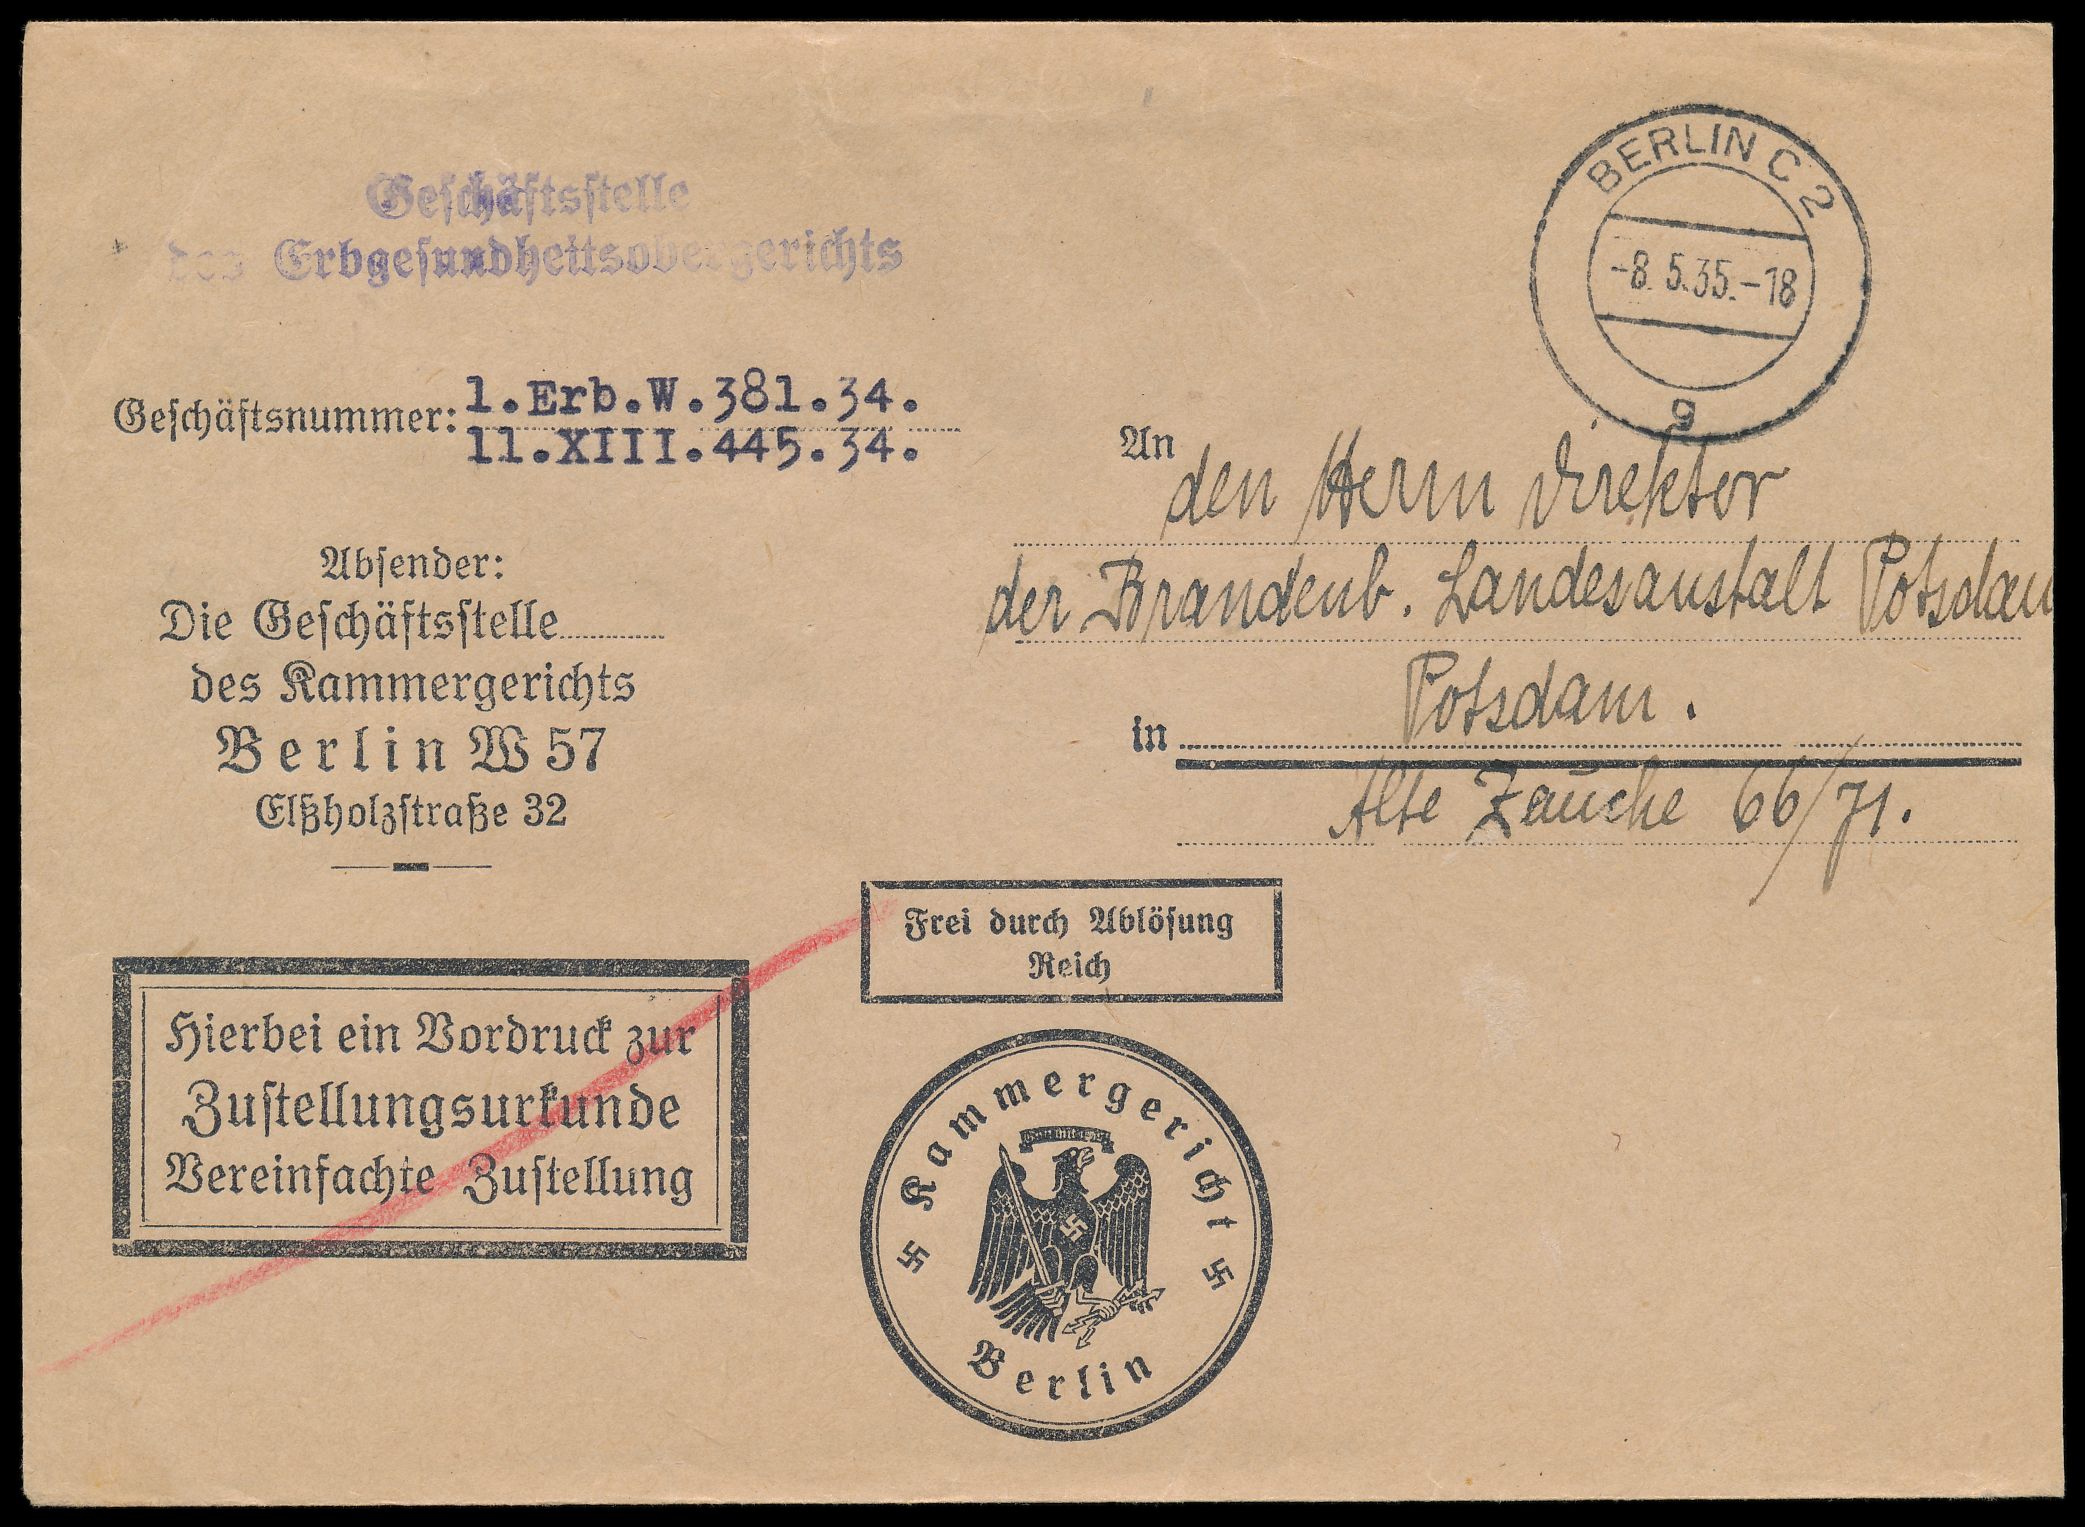 Geschäftsstelle
des Erbgesundheitsobergerichts
Geschäftsnummer: 1.Erb.W.381.34.
11.XIII.445.34.
Absender:
Die Geschäftsstelle
des Kammergerichts
Berlin W 57
Elßholzstraße 32
Hierbei ein Vordruck zur
Zustellungsurkunde
Vereinfachte Zustellung
BERLIN C 2
-8.5.35.-18
g
An
den Herrn Direktor
der Brandenb. Landesanstalt Potsdam
in Potsdam.
Alte Zauche 66/71.
Frei durch Ablösung
Reich
Kammergericht
Berlin